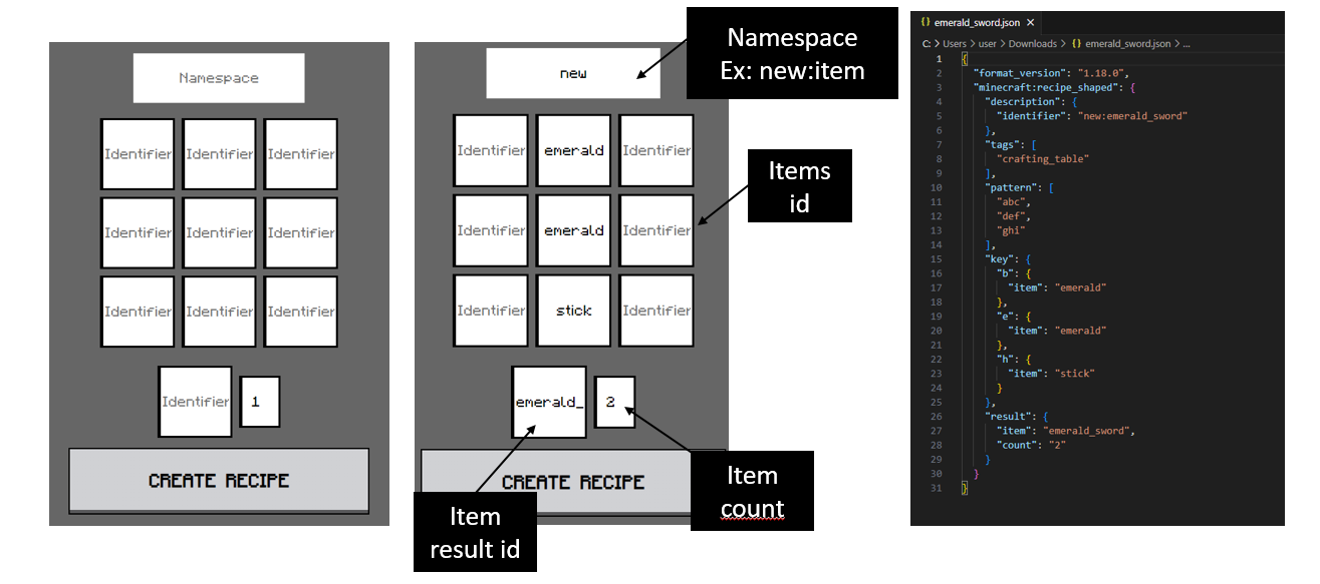 Namespace
Identifier Identifier Identifier
Identifier Identifier Identifier
Identifier Identifier Identifier
Identifier 1
CREATE RECIPE
new
Identifier emerald Identifier
Identifier emerald Identifier
Identifier stick Identifier
emerald_ 2
CREATE RECIPE
Namespace
Ex: new:item
Items
id
Item
count
Item
result id
{} emerald_sword.json ×
C: > Users > user > Downloads > {} emerald_sword.json > ...
1 {
2 "format_version": "1.18.0",
3 "minecraft:recipe_shaped": {
4 "description": {
5 "identifier": "new:emerald_sword"
6 },
7 "tags": [
8 "crafting_table"
9 ],
10 "pattern": [
11 "abc",
12 "def",
13 "ghi"
14 ],
15 "key": {
16 "b": {
17 "item": "emerald"
18 },
19 "e": {
20 "item": "emerald"
21 },
22 "h": {
23 "item": "stick"
24 }
25 },
26 "result": {
27 "item": "emerald_sword",
28 "count": "2"
29 }
30 }
31 }